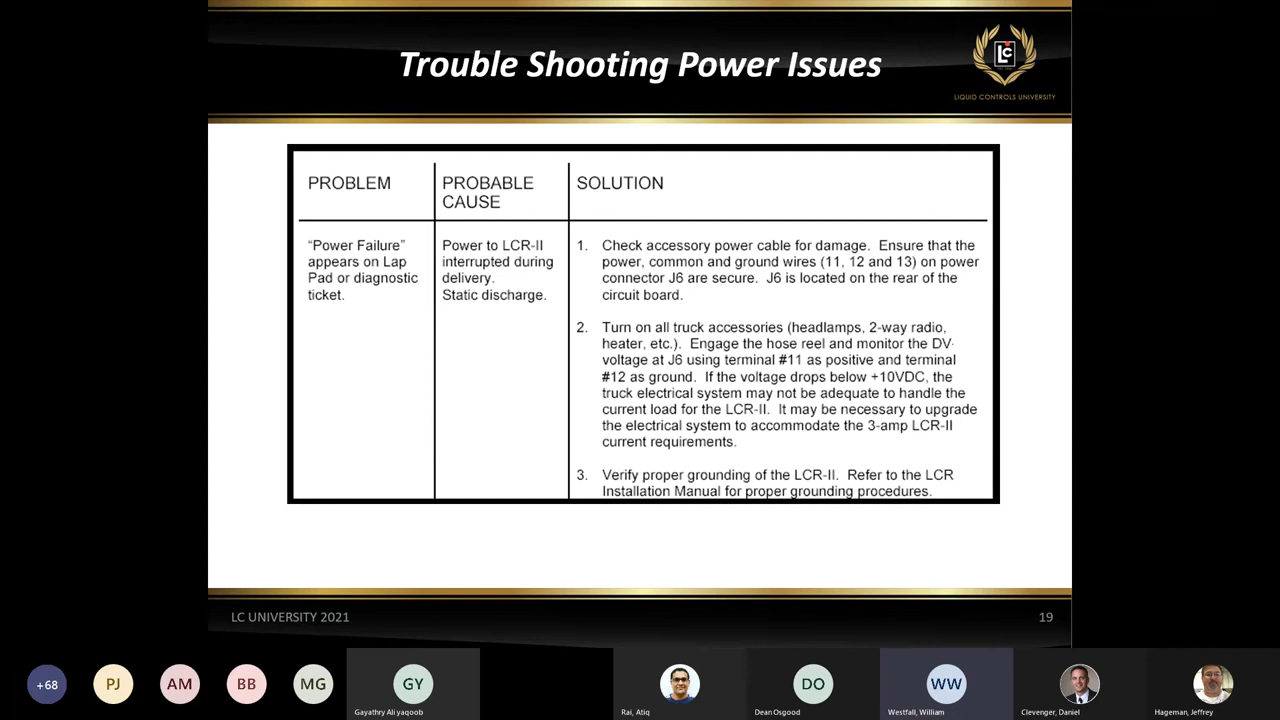 Trouble Shooting Power Issues
LC
LIQUID CONTROLS UNIVERSITY
PROBLEM
PROBABLE
CAUSE
SOLUTION
“Power Failure”
appears on Lap
Pad or diagnostic
ticket.
Power to LCR-II
interrupted during
delivery.
Static discharge.
1. Check accessory power cable for damage. Ensure that the
power, common and ground wires (11, 12 and 13) on power
connector J6 are secure. J6 is located on the rear of the
circuit board.
2. Turn on all truck accessories (headlamps, 2-way radio,
heater, etc.). Engage the hose reel and monitor the DV
voltage at J6 using terminal #11 as positive and terminal
#12 as ground. If the voltage drops below +10VDC, the
truck electrical system may not be adequate to handle the
current load for the LCR-II. It may be necessary to upgrade
the electrical system to accommodate the 3-amp LCR-II
current requirements.
3. Verify proper grounding of the LCR-II. Refer to the LCR
Installation Manual for proper grounding procedures.
LC UNIVERSITY 2021
19
+68
PJ
AM
BB
MG
GY
DO
WW
Gayathry Ali yaqoob
Rai, Atiq
Dean Osgood
Westfall, William
Clevenger, Daniel
Hageman, Jeffrey